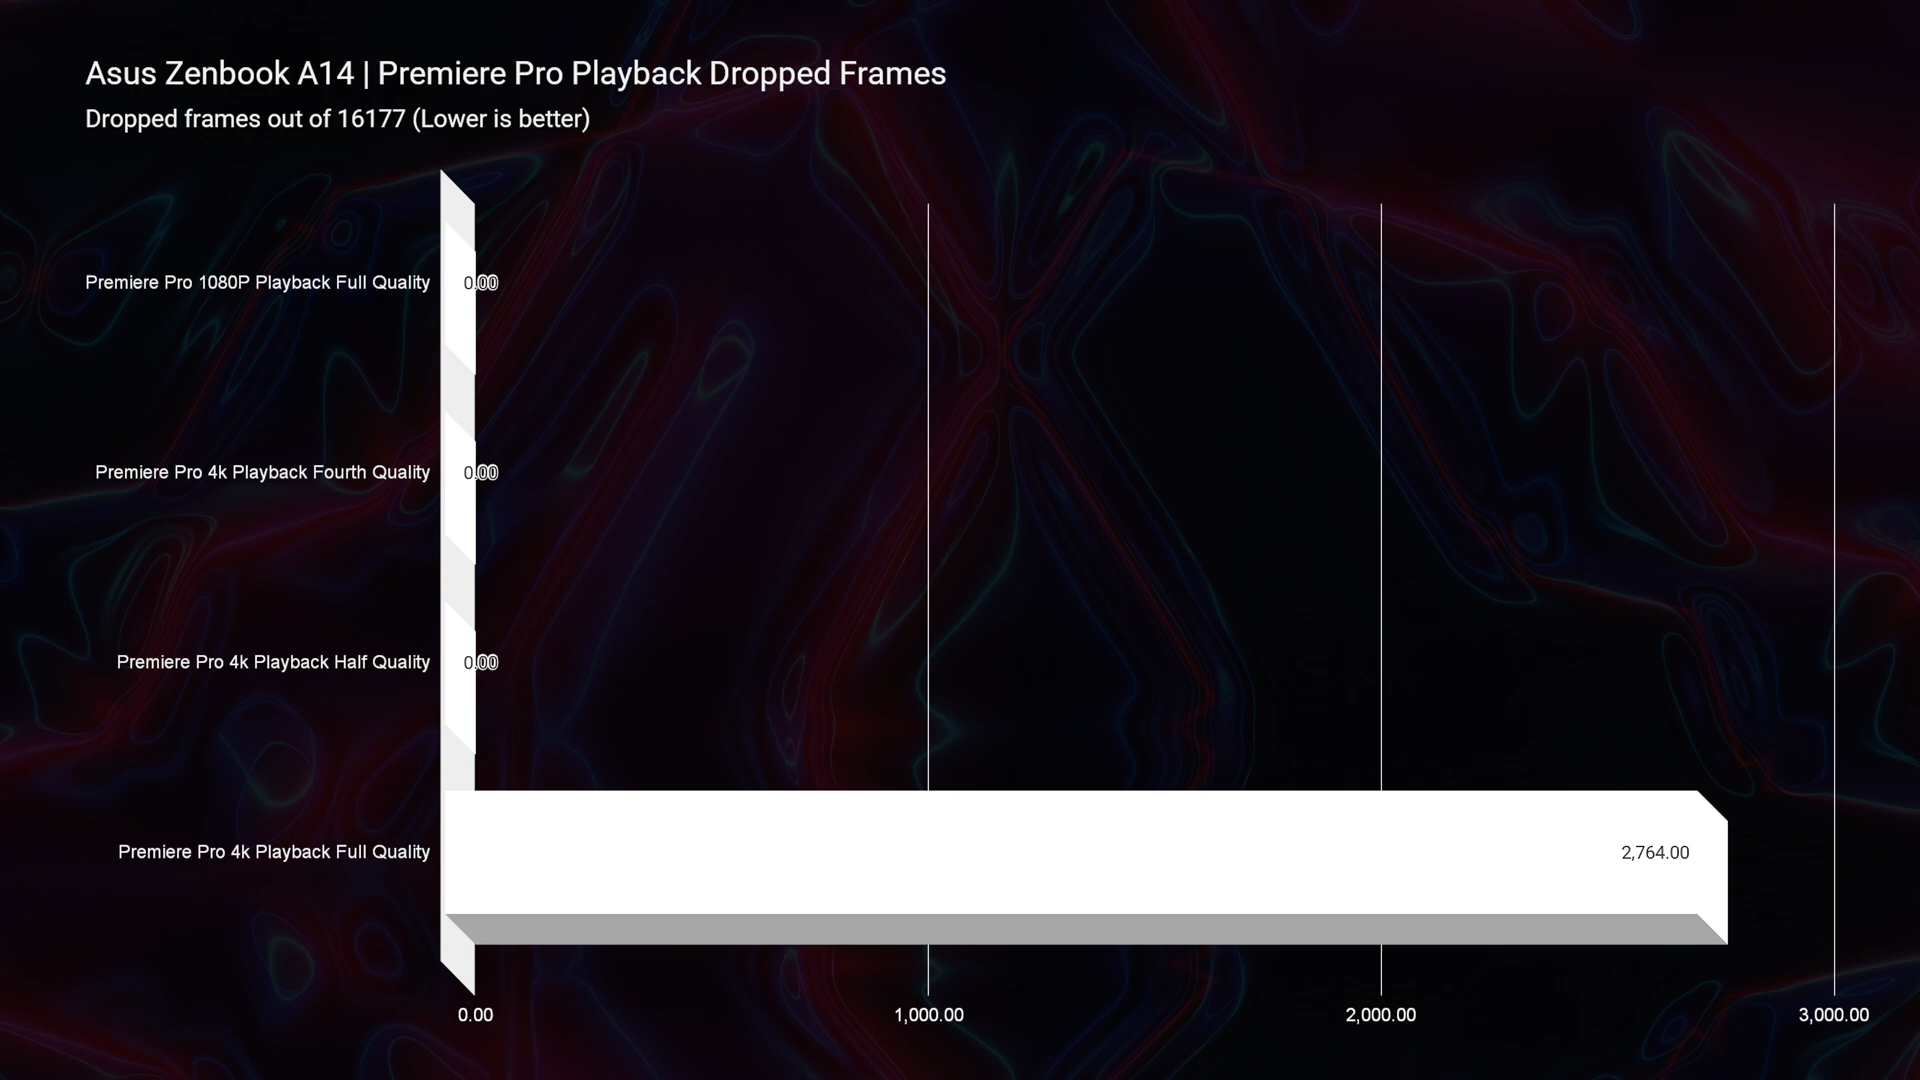 Asus Zenbook A14 | Premiere Pro Playback Dropped Frames
Dropped frames out of 16177 (Lower is better)
Premiere Pro 1080P Playback Full Quality
0.00
Premiere Pro 4k Playback Fourth Quality
0.00
Premiere Pro 4k Playback Half Quality
0.00
Premiere Pro 4k Playback Full Quality
2,764.00
0.00
1,000.00
2,000.00
3,000.00